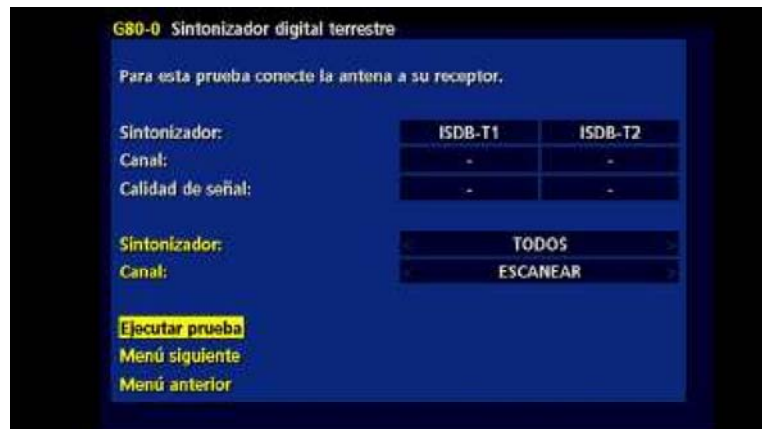 G80-0 Sintonizador digital terrestre
Para esta prueba conecte la antena a su receptor.
Sintonizador: ISDB-T1 ISDB-T2
Canal: - -
Calidad de señal: - -
Sintonizador: < TODOS >
Canal: < ESCANEAR >
Ejecutar prueba
Menú siguiente
Menú anterior